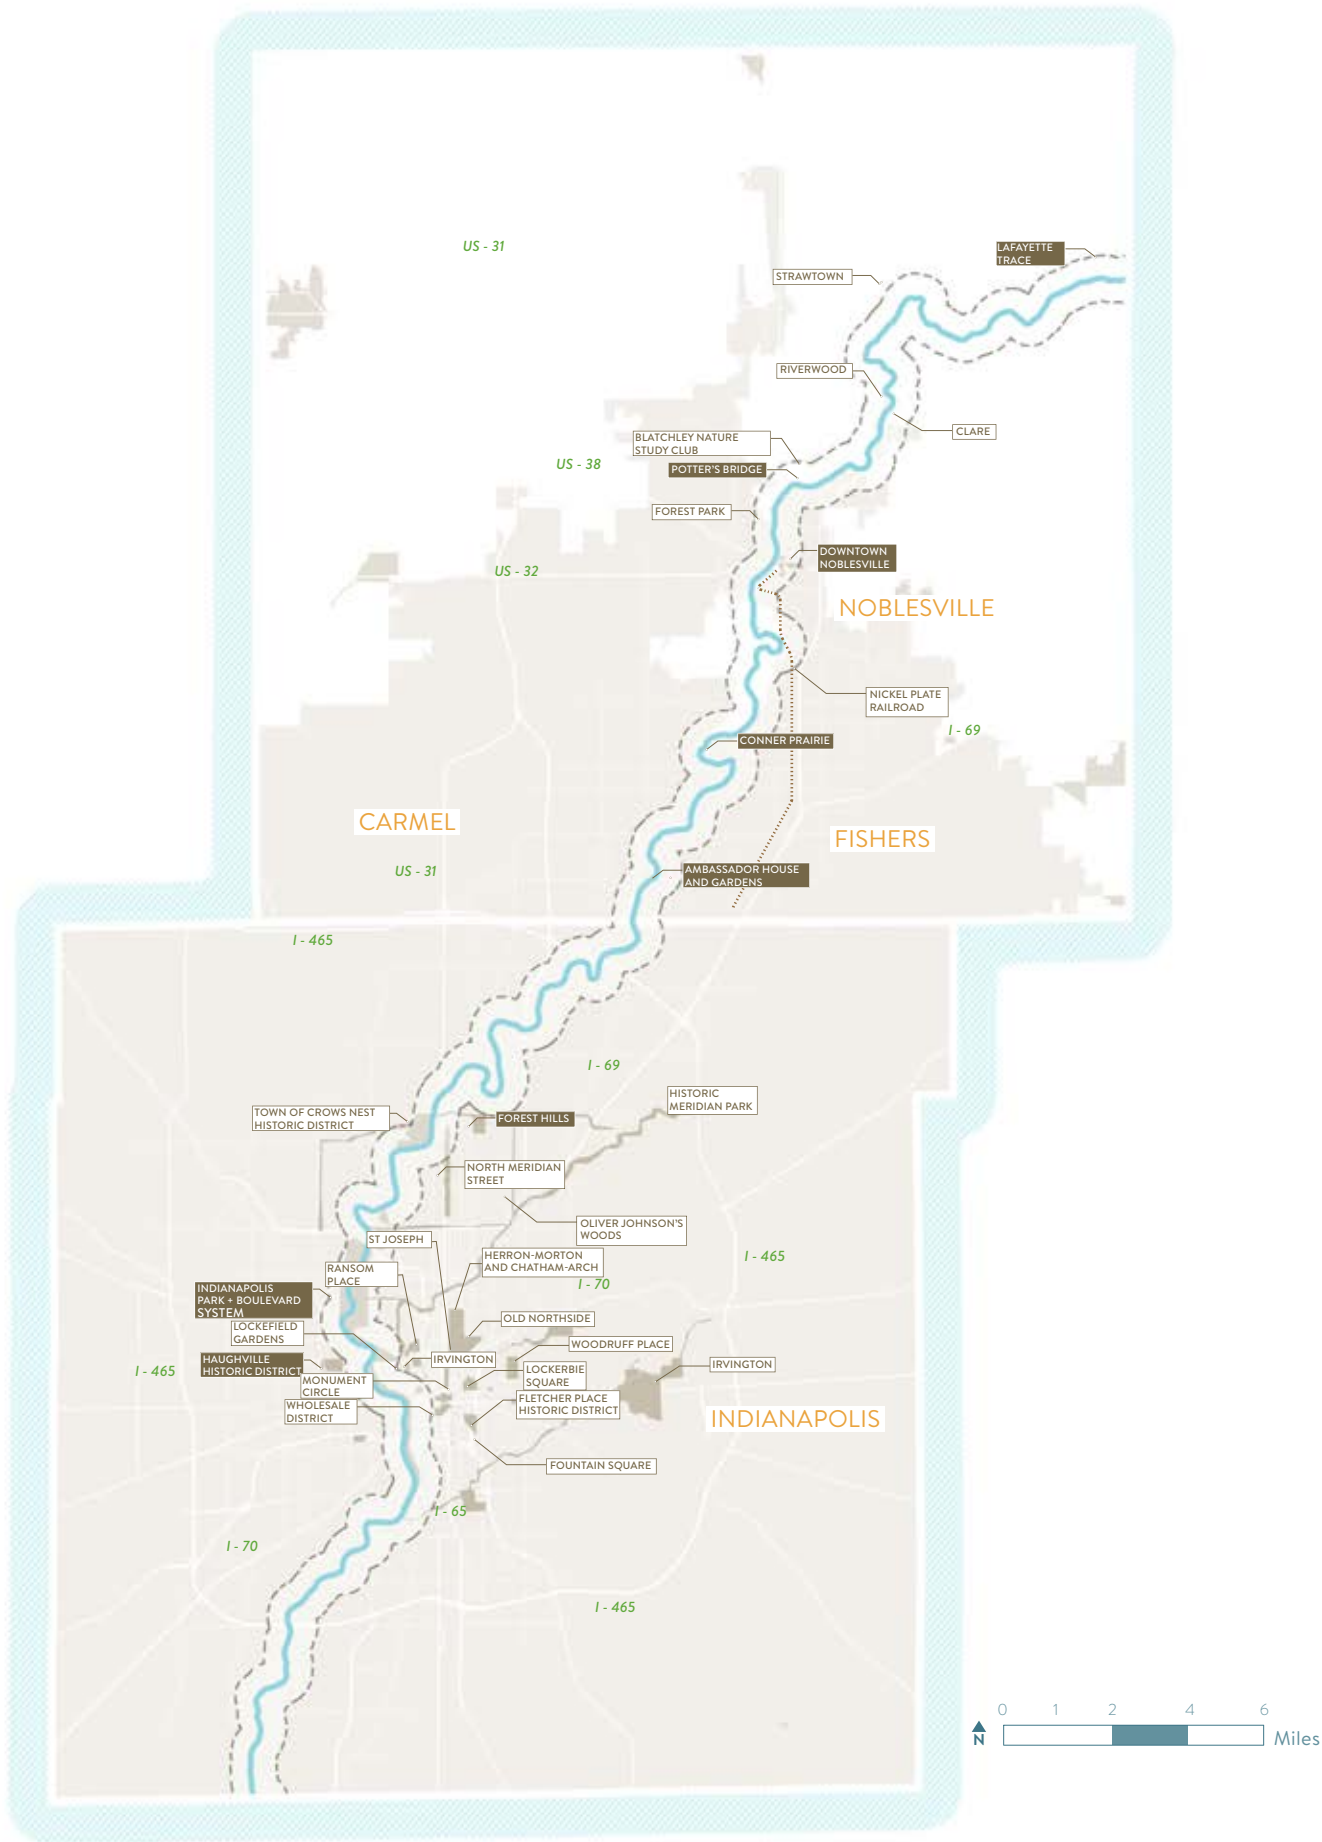 US - 31
LAFAYETTE
TRACE
STRAWTOWN
RIVERWOOD
CLARE
BLATCHLEY NATURE
STUDY CLUB
US - 38
POTTER'S BRIDGE
FOREST PARK
DOWNTOWN
NOBLESVILLE
US - 32
NOBLESVILLE
NICKEL PLATE
RAILROAD
I - 69
CONNER PRAIRIE
CARMEL
FISHERS
US - 31
AMBASSADOR HOUSE
AND GARDENS
I - 465
I - 69
HISTORIC
MERIDIAN PARK
TOWN OF CROWS NEST
HISTORIC DISTRICT
FOREST HILLS
NORTH MERIDIAN
STREET
OLIVER JOHNSON'S
WOODS
ST JOSEPH
HERRON-MORTON
AND CHATHAM-ARCH
I - 465
RANSOM
PLACE
I - 70
INDIANAPOLIS
PARK + BOULEVARD
SYSTEM
OLD NORTHSIDE
LOCKEFIELD
GARDENS
WOODRUFF PLACE
HAUGHVILLE
HISTORIC DISTRICT
IRVINGTON
IRVINGTON
I - 465
LOCKERBIE
SQUARE
MONUMENT
CIRCLE
FLETCHER PLACE
HISTORIC DISTRICT
WHOLESALE
DISTRICT
INDIANAPOLIS
FOUNTAIN SQUARE
I - 65
I - 70
I - 465
0 1 2 4 6
N
Miles